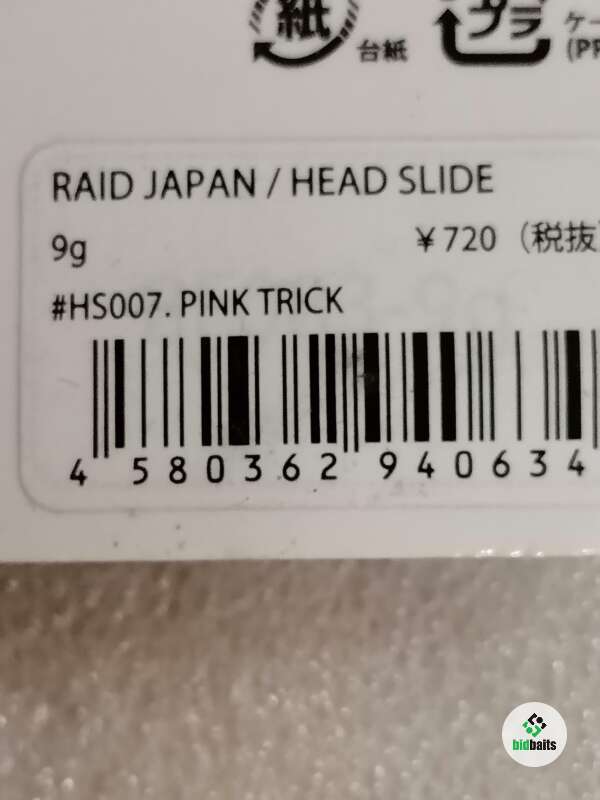 紙
台紙
プラ
ケー
(PP
RAID JAPAN / HEAD SLIDE
9g
¥720（税抜）
#HS007. PINK TRICK
4 580362 940634
bidbaits